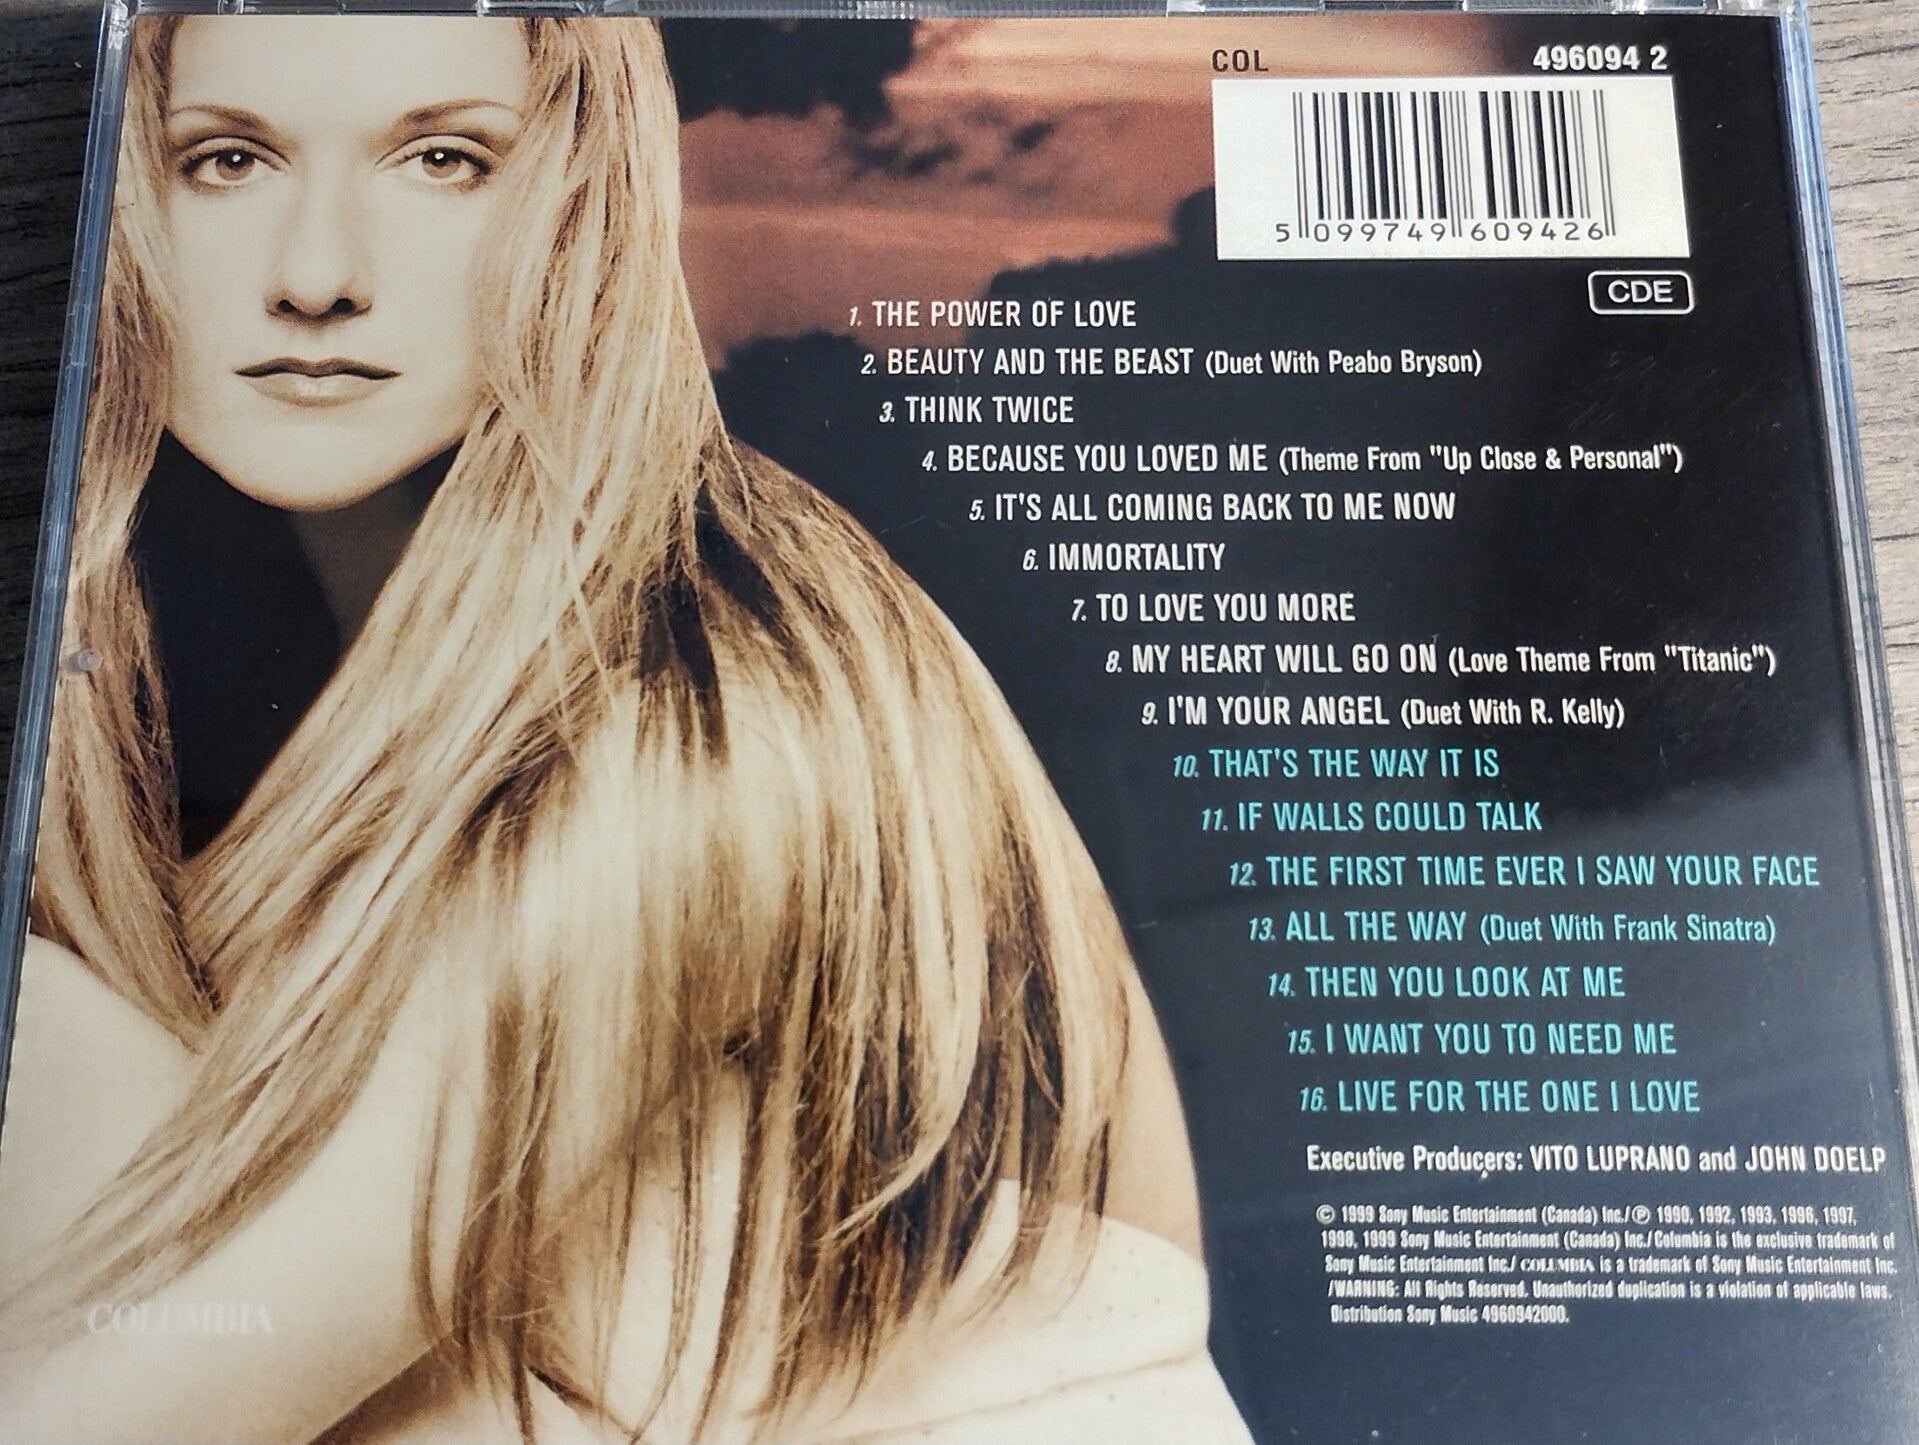 COL 496094 2
5 099749 609426
CDE
1. THE POWER OF LOVE
2. BEAUTY AND THE BEAST (Duet With Peabo Bryson)
3. THINK TWICE
4. BECAUSE YOU LOVED ME (Theme From "Up Close & Personal")
5. IT'S ALL COMING BACK TO ME NOW
6. IMMORTALITY
7. TO LOVE YOU MORE
8. MY HEART WILL GO ON (Love Theme From "Titanic")
9. I'M YOUR ANGEL (Duet With R. Kelly)
10. THAT'S THE WAY IT IS
11. IF WALLS COULD TALK
12. THE FIRST TIME EVER I SAW YOUR FACE
13. ALL THE WAY (Duet With Frank Sinatra)
14. THEN YOU LOOK AT ME
15. I WANT YOU TO NEED ME
16. LIVE FOR THE ONE I LOVE
Executive Producers: VITO LUPRANO and JOHN DOELP
© 1999 Sony Music Entertainment (Canada) Inc./℗ 1990, 1992, 1993, 1996, 1997,
1998, 1999 Sony Music Entertainment (Canada) Inc./Columbia is the exclusive trademark of
Sony Music Entertainment Inc./ COLUMBIA is a trademark of Sony Music Entertainment Inc.
/WARNING: All Rights Reserved. Unauthorized duplication is a violation of applicable laws.
Distribution Sony Music 4960942000.
COLUMBIA